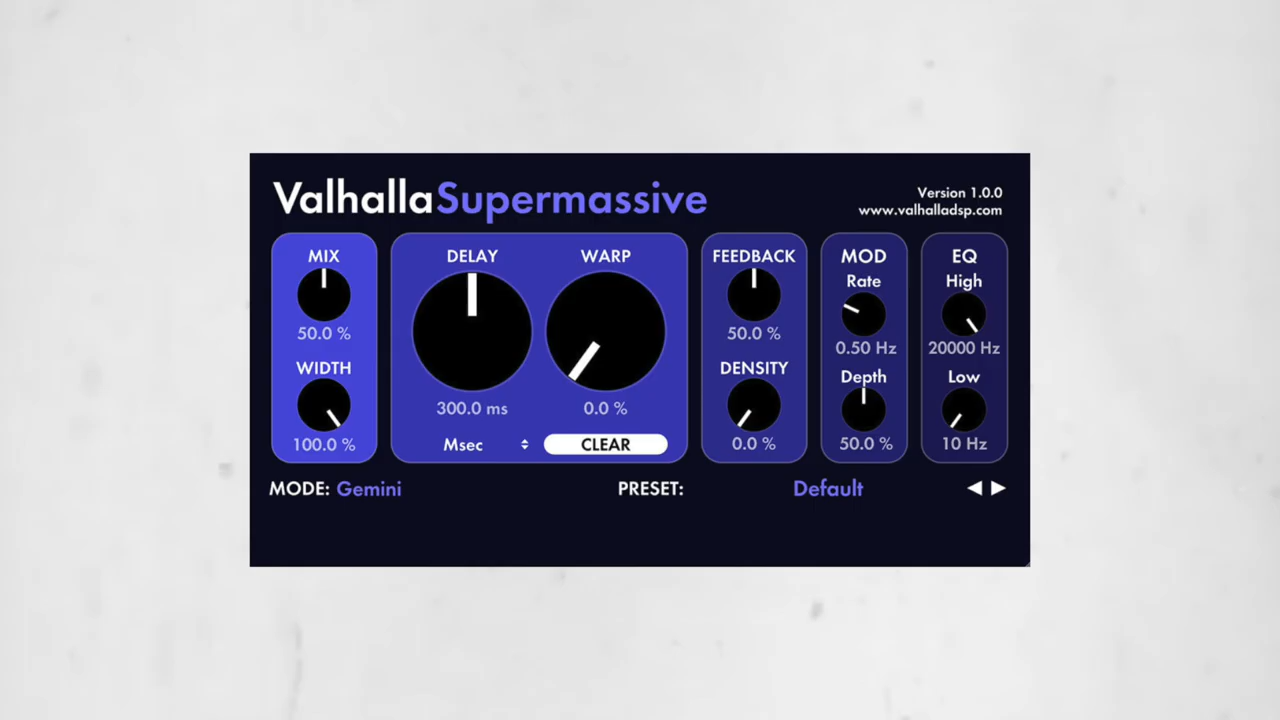 ValhallaSupermassive
Version 1.0.0
www.valhalladsp.com
MIX
50.0 %
WIDTH
100.0 %
DELAY
300.0 ms
Msec
WARP
0.0 %
CLEAR
FEEDBACK
50.0 %
DENSITY
0.0 %
MOD
Rate
0.50 Hz
Depth
50.0 %
EQ
High
20000 Hz
Low
10 Hz
MODE: Gemini
PRESET: Default